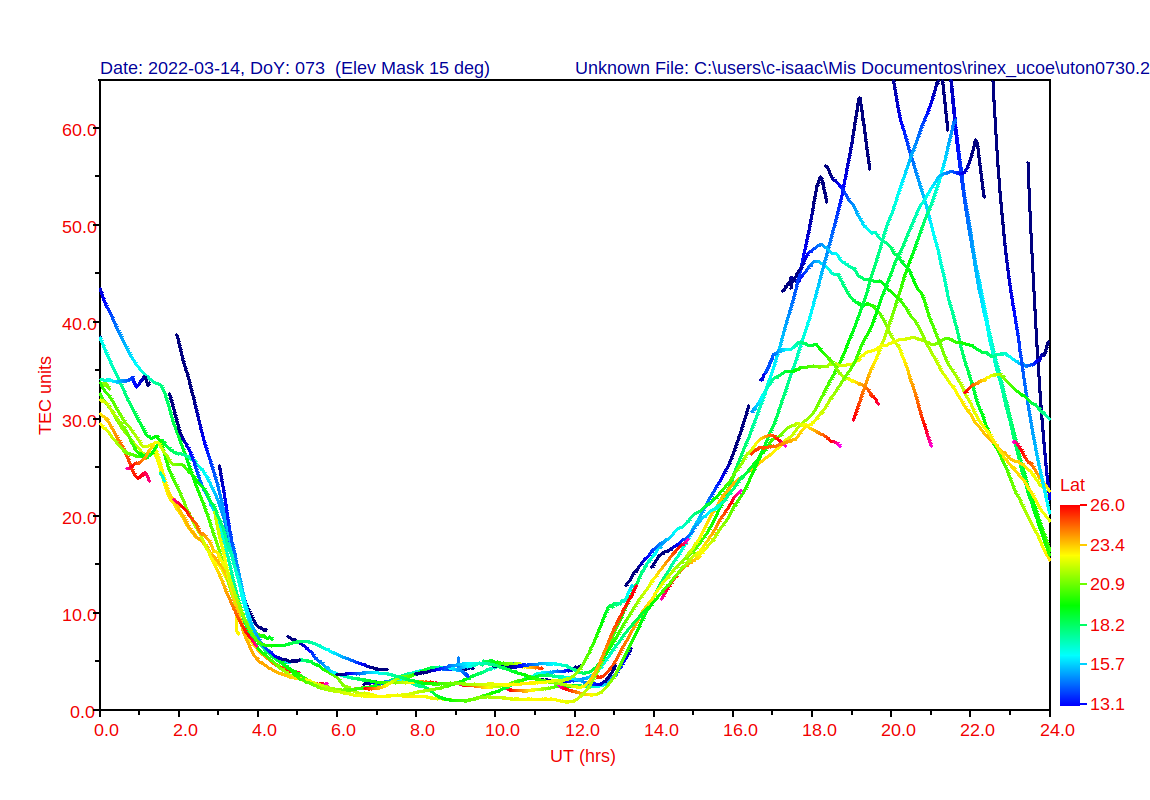 Date: 2022-03-14, DoY: 073  (Elev Mask 15 deg)
Unknown File: C:\users\c-isaac\Mis Documentos\rinex_ucoe\uton0730.2
60.0
50.0
40.0
30.0
20.0
10.0
0.0
TEC units
0.0 2.0 4.0 6.0 8.0 10.0 12.0 14.0 16.0 18.0 20.0 22.0 24.0
UT (hrs)
Lat
26.0
23.4
20.9
18.2
15.7
13.1